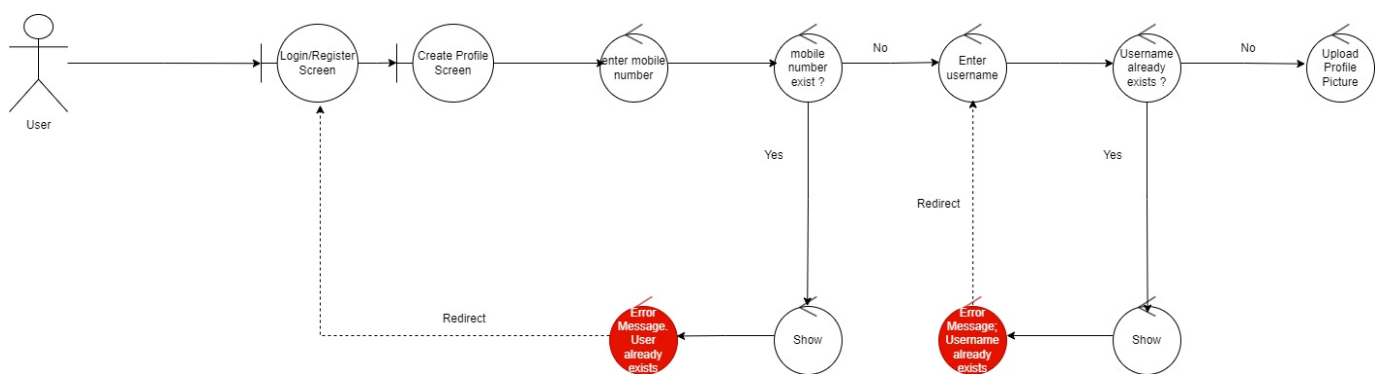 User
Login/Register
Screen
Create Profile
Screen
enter mobile
number
mobile
number
exist ?
No
Enter
username
Username
already
exists ?
No
Upload
Profile
Picture
Yes
Yes
Redirect
Redirect
Error
Message.
User
already
exists
Show
Error
Message;
Username
already
exists
Show